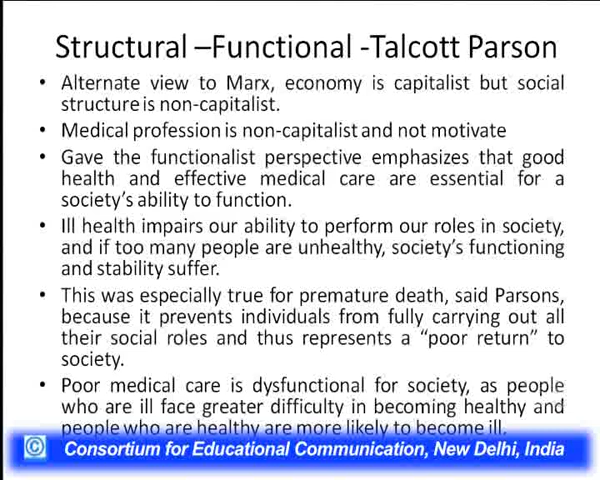 Structural –Functional -Talcott Parson
• Alternate view to Marx, economy is capitalist but social
structure is non-capitalist.
• Medical profession is non-capitalist and not motivate
• Gave the functionalist perspective emphasizes that good
health and effective medical care are essential for a
society's ability to function.
• Ill health impairs our ability to perform our roles in society,
and if too many people are unhealthy, society's functioning
and stability suffer.
• This was especially true for premature death, said Parsons,
because it prevents individuals from fully carrying out all
their social roles and thus represents a “poor return” to
society.
• Poor medical care is dysfunctional for society, as people
who are ill face greater difficulty in becoming healthy and
people who are healthy are more likely to become ill.
© Consortium for Educational Communication, New Delhi, India